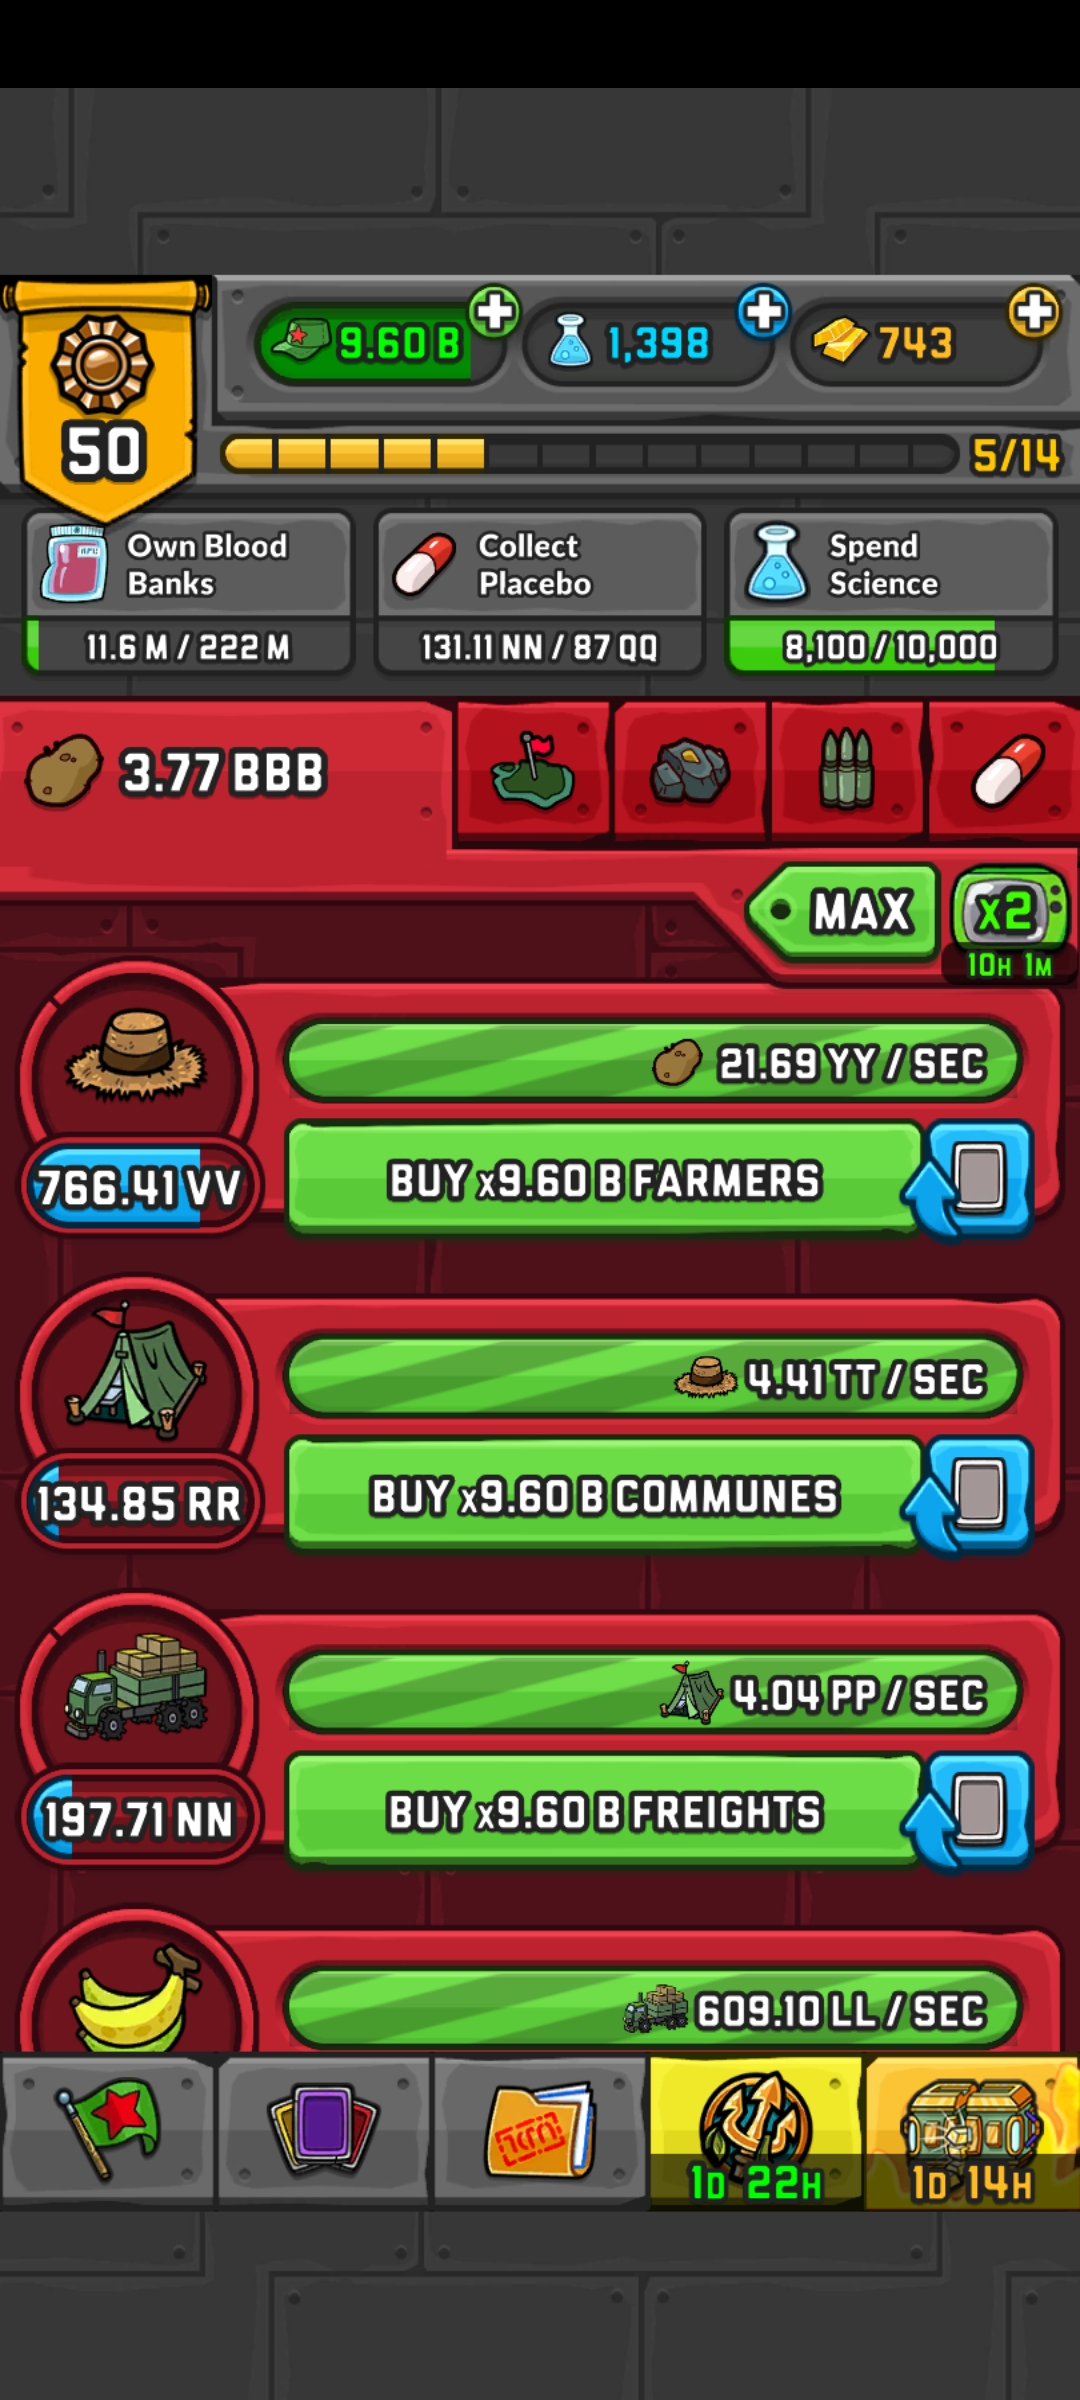 9.60 B
1,398
743
50
5/14
Own Blood
Banks
11.6 M / 222 M
Collect
Placebo
131.11 NN / 87 QQ
Spend
Science
8,100 / 10,000
3.77 BBB
MAX
x2
10H 1M
21.69 YY / SEC
766.41 VV
BUY x9.60 B FARMERS
4.41 TT / SEC
134.85 RR
BUY x9.60 B COMMUNES
4.04 PP / SEC
197.71 NN
BUY x9.60 B FREIGHTS
609.10 LL / SEC
1D 22H
1D 14H